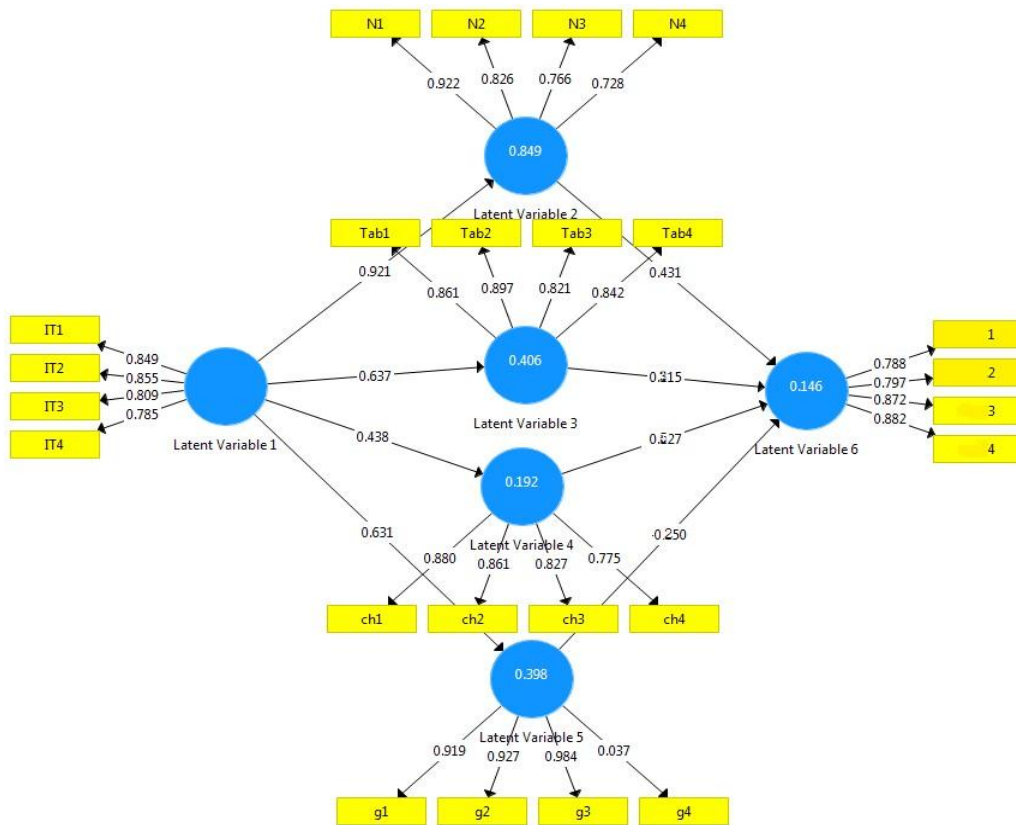 N1 N2 N3 N4
0.922 0.826 0.766 0.728
0.849
Latent Variable 2
Tab1 Tab2 Tab3 Tab4
0.921 0.431
0.861 0.897 0.821 0.842
IT1
IT2
IT3
IT4
0.849
0.855
0.809
0.785
Latent Variable 1
0.637
0.406
Latent Variable 3
0.315
0.146
Latent Variable 6
0.788
0.797
0.872
0.882
1
2
3
4
0.438
0.527
0.192
Latent Variable 4
0.631
-0.250
0.880 0.861 0.827 0.775
ch1 ch2 ch3 ch4
0.398
Latent Variable 5
0.919 0.927 0.984 0.037
g1 g2 g3 g4